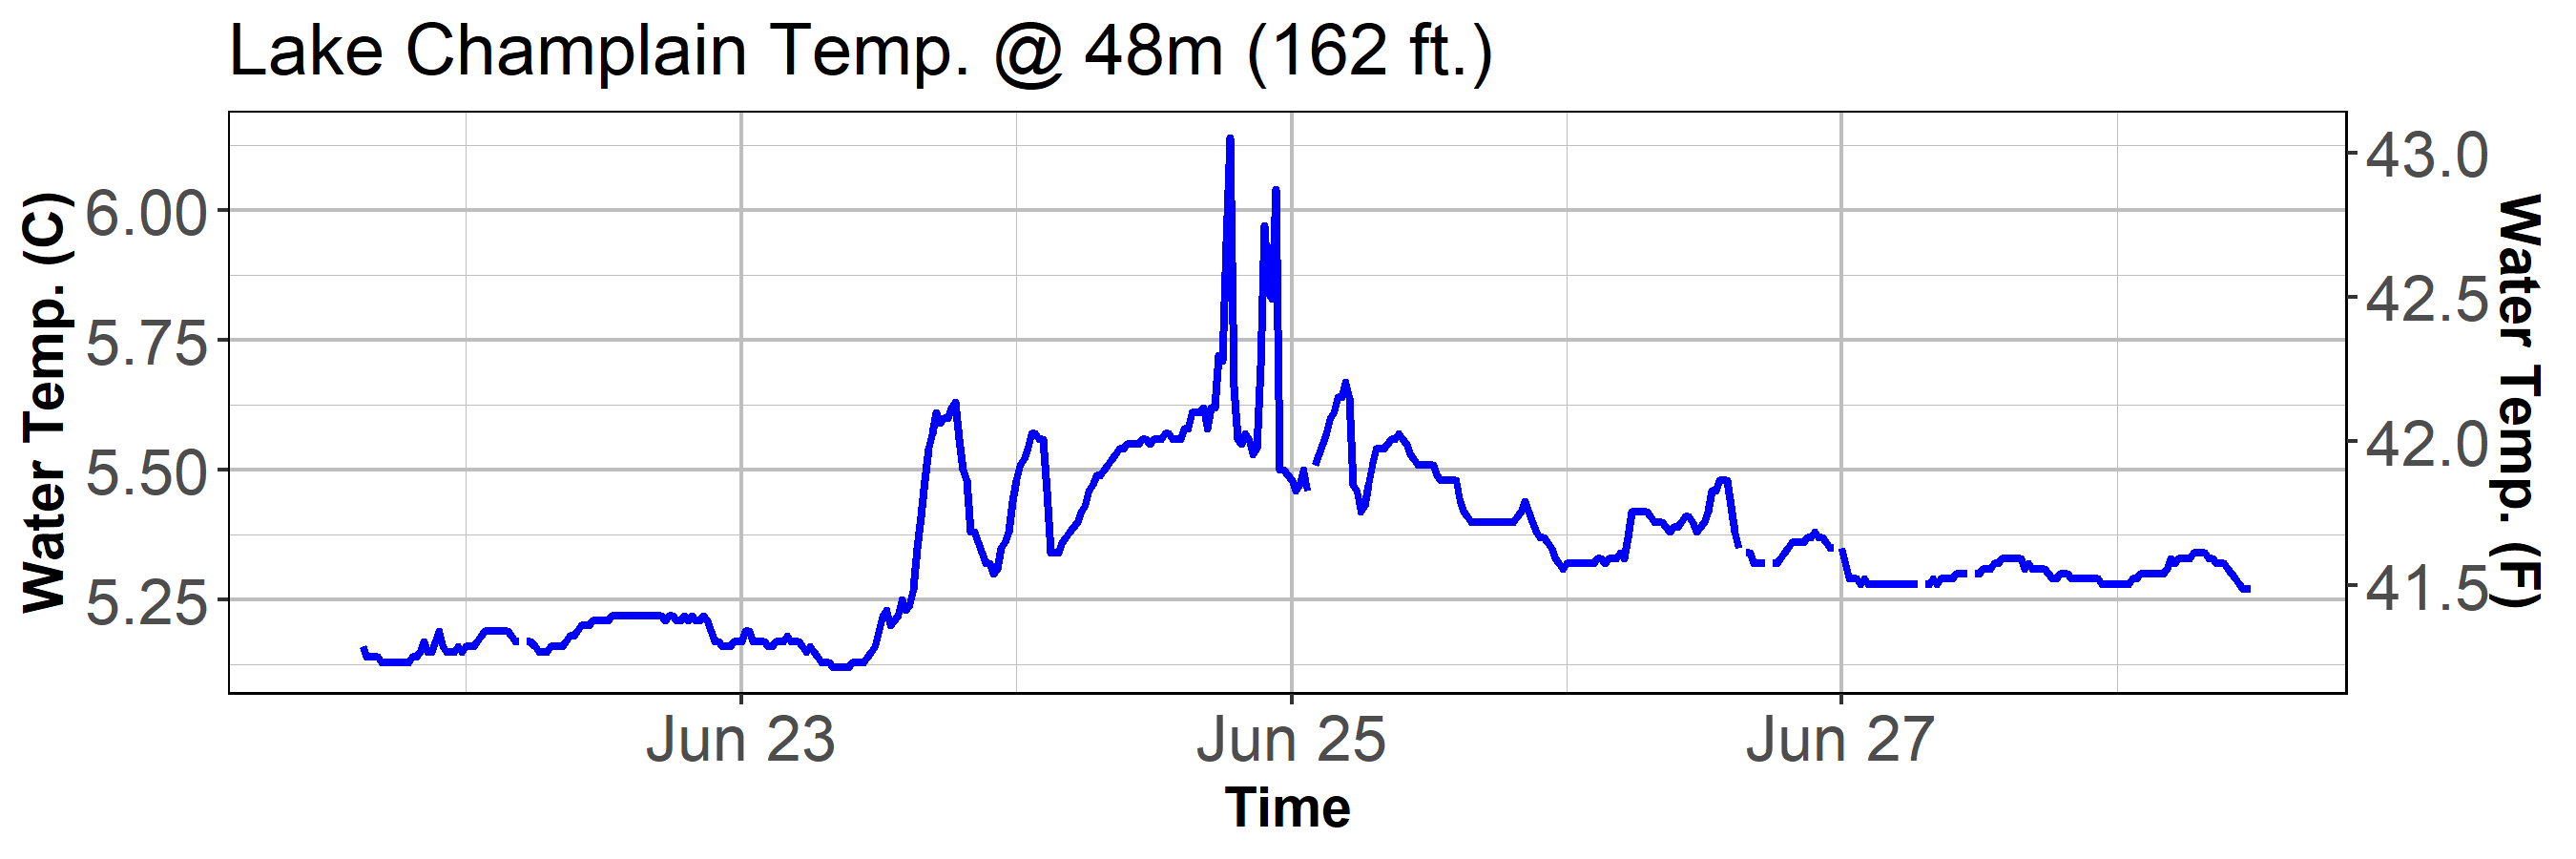 Lake Champlain Temp. @ 48m (162 ft.)
Water Temp. (C)
6.00
5.75
5.50
5.25
43.0
42.5
42.0
41.5
Water Temp. (F)
Jun 23 Jun 25 Jun 27
Time